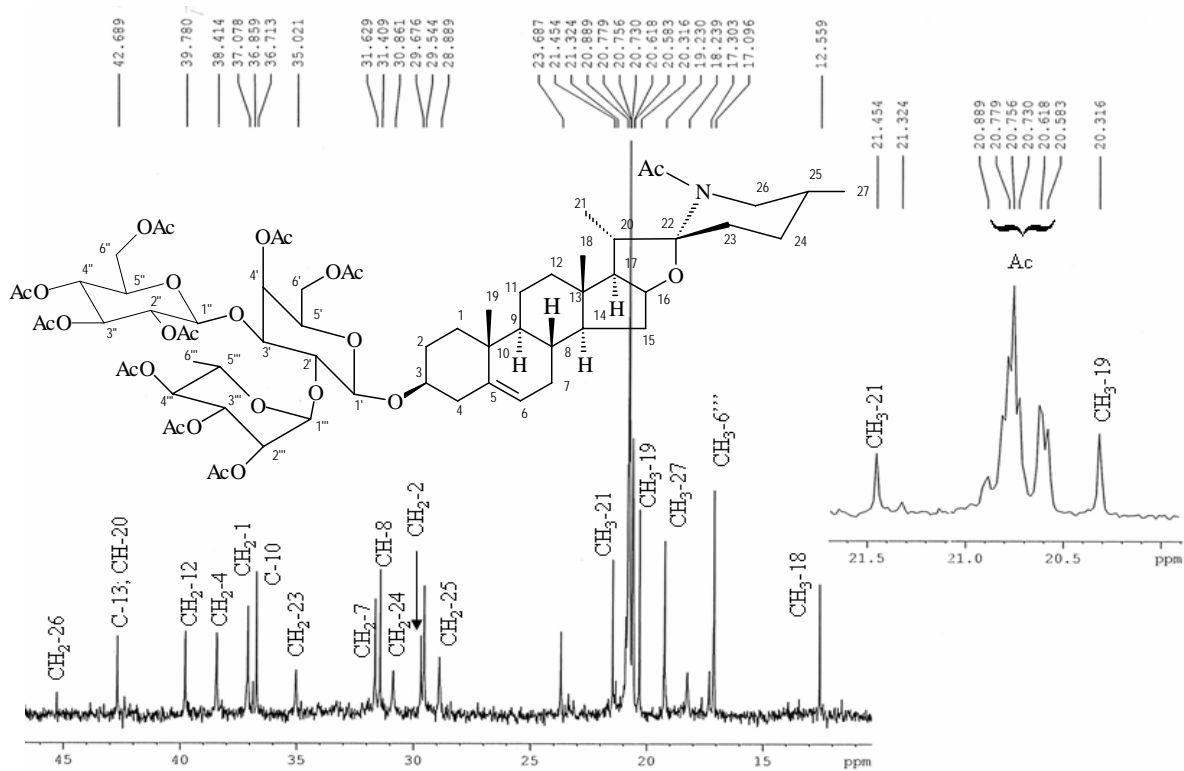 42.689
39.780
38.414
37.078
36.859
36.713
35.021
31.629
31.409
30.861
29.676
29.544
28.889
23.687
21.454
21.324
20.889
20.779
20.756
20.730
20.618
20.583
20.316
19.230
18.239
17.303
17.096
12.559
21.454
21.324
20.889
20.779
20.756
20.730
20.618
20.583
20.316
Ac
Ac
N
O
16
17
18
20
21
22
23
24
25
26
27
12
13
14
15
H
H
H
H
11
19
1
2
3
4
5
6
7
8
9
10
OAc
6''
4''
5''
O
AcO
AcO
AcO
3''
2''
OAc
1''
O
OAc
4'
6'
OAc
5'
O
3'
2'
O
1'
O
6'''
5'''
AcO
4'''
3'''
O
1'''
AcO
2'''
AcO
CH2-26
C-13; CH-20
CH2-12
CH2-4
CH2-1
C-10
CH2-23
CH2-7
CH-8
CH2-24
CH2-2
CH2-25
CH3-21
CH3-19
CH3-27
CH3-6'''
CH3-18
CH3-21
CH3-19
21.5
21.0
20.5
ppm
45
40
35
30
25
20
15
ppm